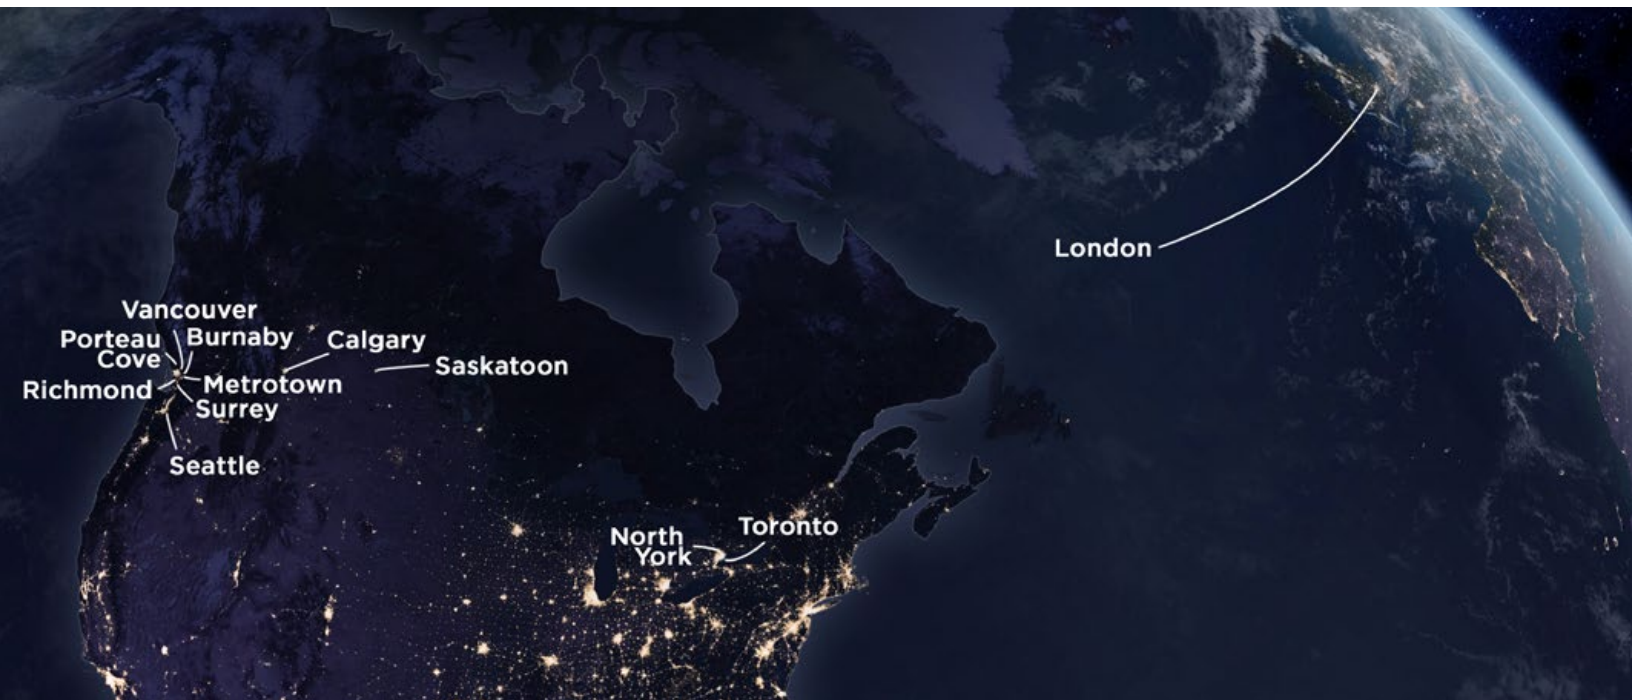 London
Vancouver
Porteau
Cove
Burnaby
Calgary
Saskatoon
Richmond
Metrotown
Surrey
Seattle
North
York
Toronto